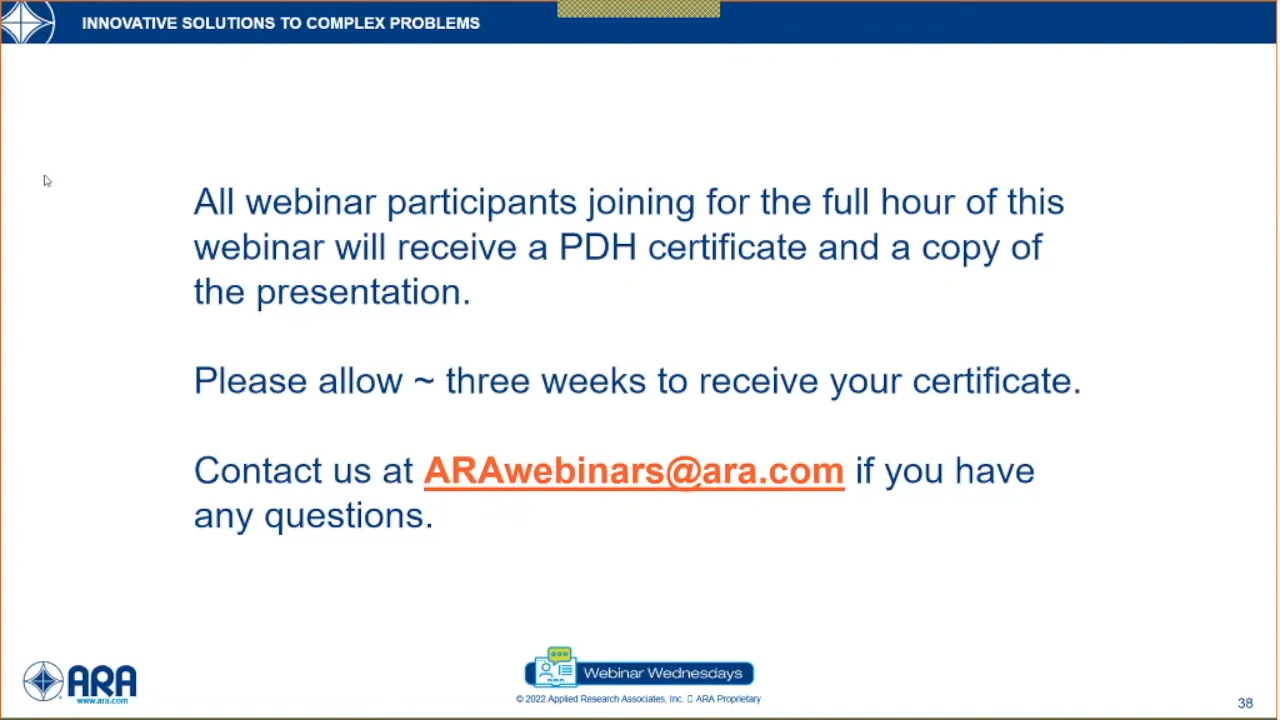 INNOVATIVE SOLUTIONS TO COMPLEX PROBLEMS
All webinar participants joining for the full hour of this
webinar will receive a PDH certificate and a copy of
the presentation.
Please allow ~ three weeks to receive your certificate.
Contact us at ARAwebinars@ara.com if you have
any questions.
ARA
www.ara.com
Webinar Wednesdays
© 2022 Applied Research Associates, Inc. ▯ ARA Proprietary
38